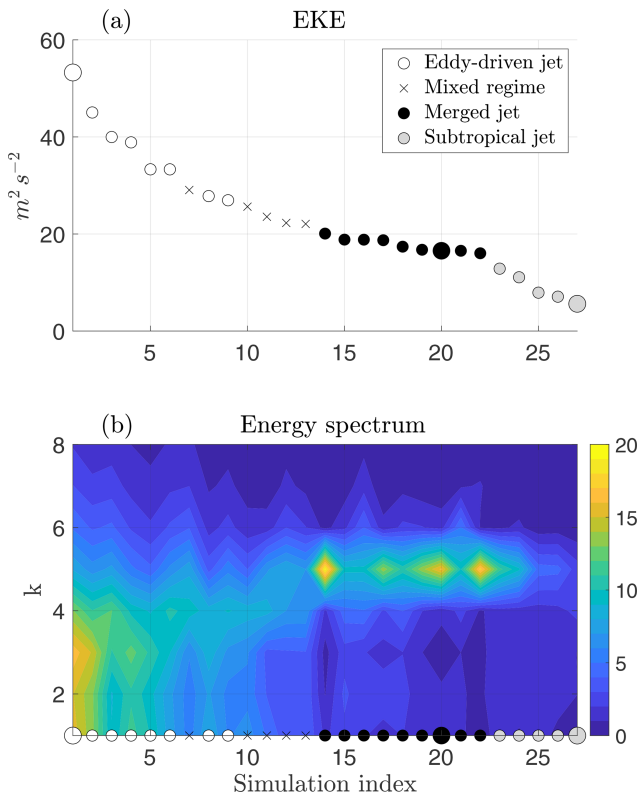 (a) EKE
60
40
20
0
m² s⁻²
Eddy-driven jet
Mixed regime
Merged jet
Subtropical jet
5 10 15 20 25
(b) Energy spectrum
8
6
4
2
k
20
15
10
5
0
5 10 15 20 25
Simulation index